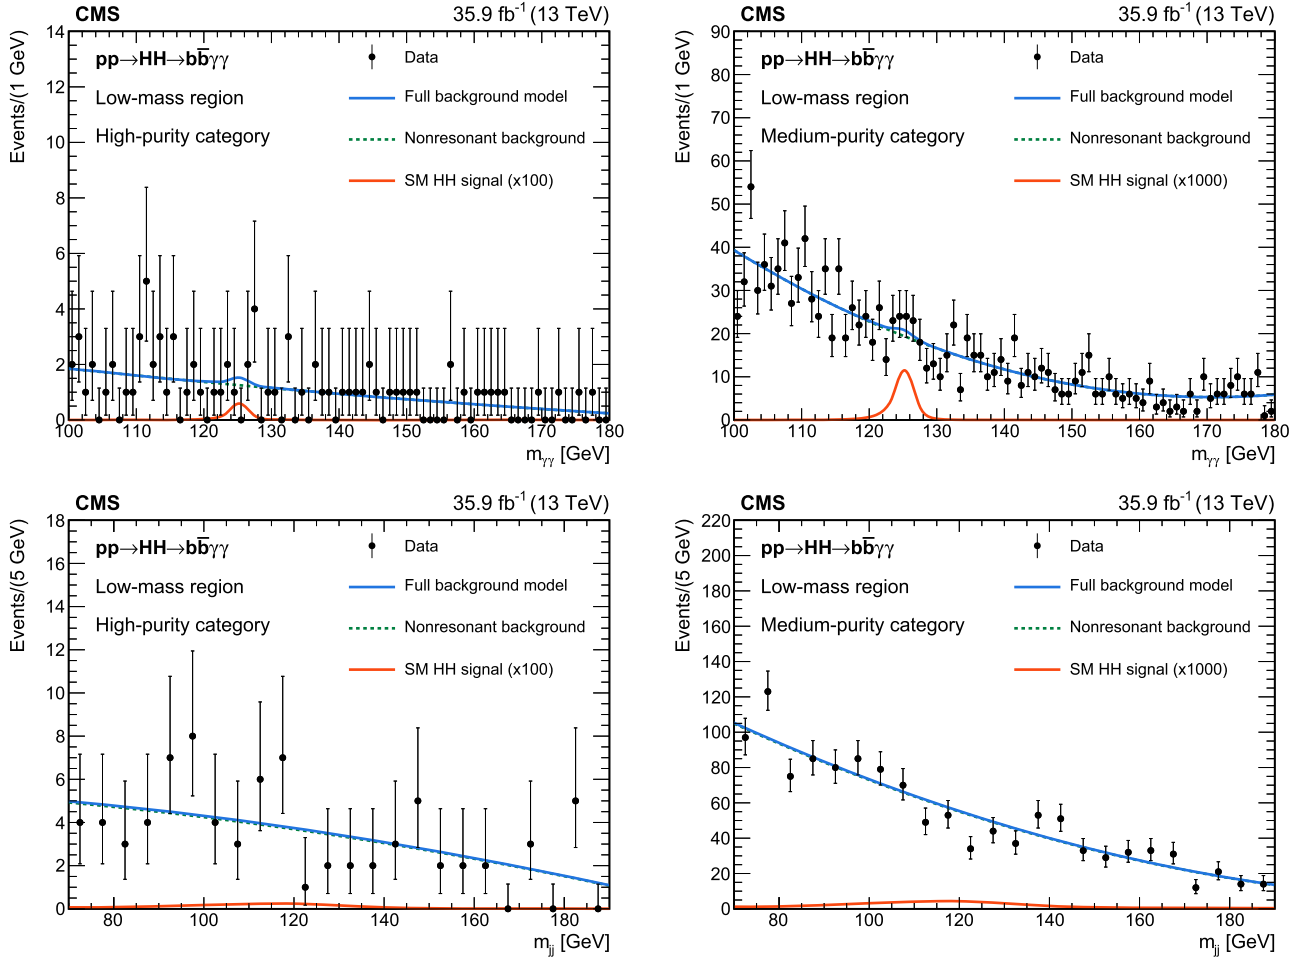 CMS 35.9 fb⁻¹ (13 TeV)
Events/(1 GeV)
14
12
10
8
6
4
2
0
pp→HH→bb̅γγ
Low-mass region
High-purity category
Data
Full background model
Nonresonant background
SM HH signal (x100)
100 110 120 130 140 150 160 170 180
mγγ [GeV]
CMS 35.9 fb⁻¹ (13 TeV)
Events/(1 GeV)
90
80
70
60
50
40
30
20
10
0
pp→HH→bb̅γγ
Low-mass region
Medium-purity category
Data
Full background model
Nonresonant background
SM HH signal (x1000)
100 110 120 130 140 150 160 170 180
mγγ [GeV]
CMS 35.9 fb⁻¹ (13 TeV)
Events/(5 GeV)
18
16
14
12
10
8
6
4
2
0
pp→HH→bb̅γγ
Low-mass region
High-purity category
Data
Full background model
Nonresonant background
SM HH signal (x100)
80 100 120 140 160 180
mjj [GeV]
CMS 35.9 fb⁻¹ (13 TeV)
Events/(5 GeV)
220
200
180
160
140
120
100
80
60
40
20
0
pp→HH→bb̅γγ
Low-mass region
Medium-purity category
Data
Full background model
Nonresonant background
SM HH signal (x1000)
80 100 120 140 160 180
mjj [GeV]